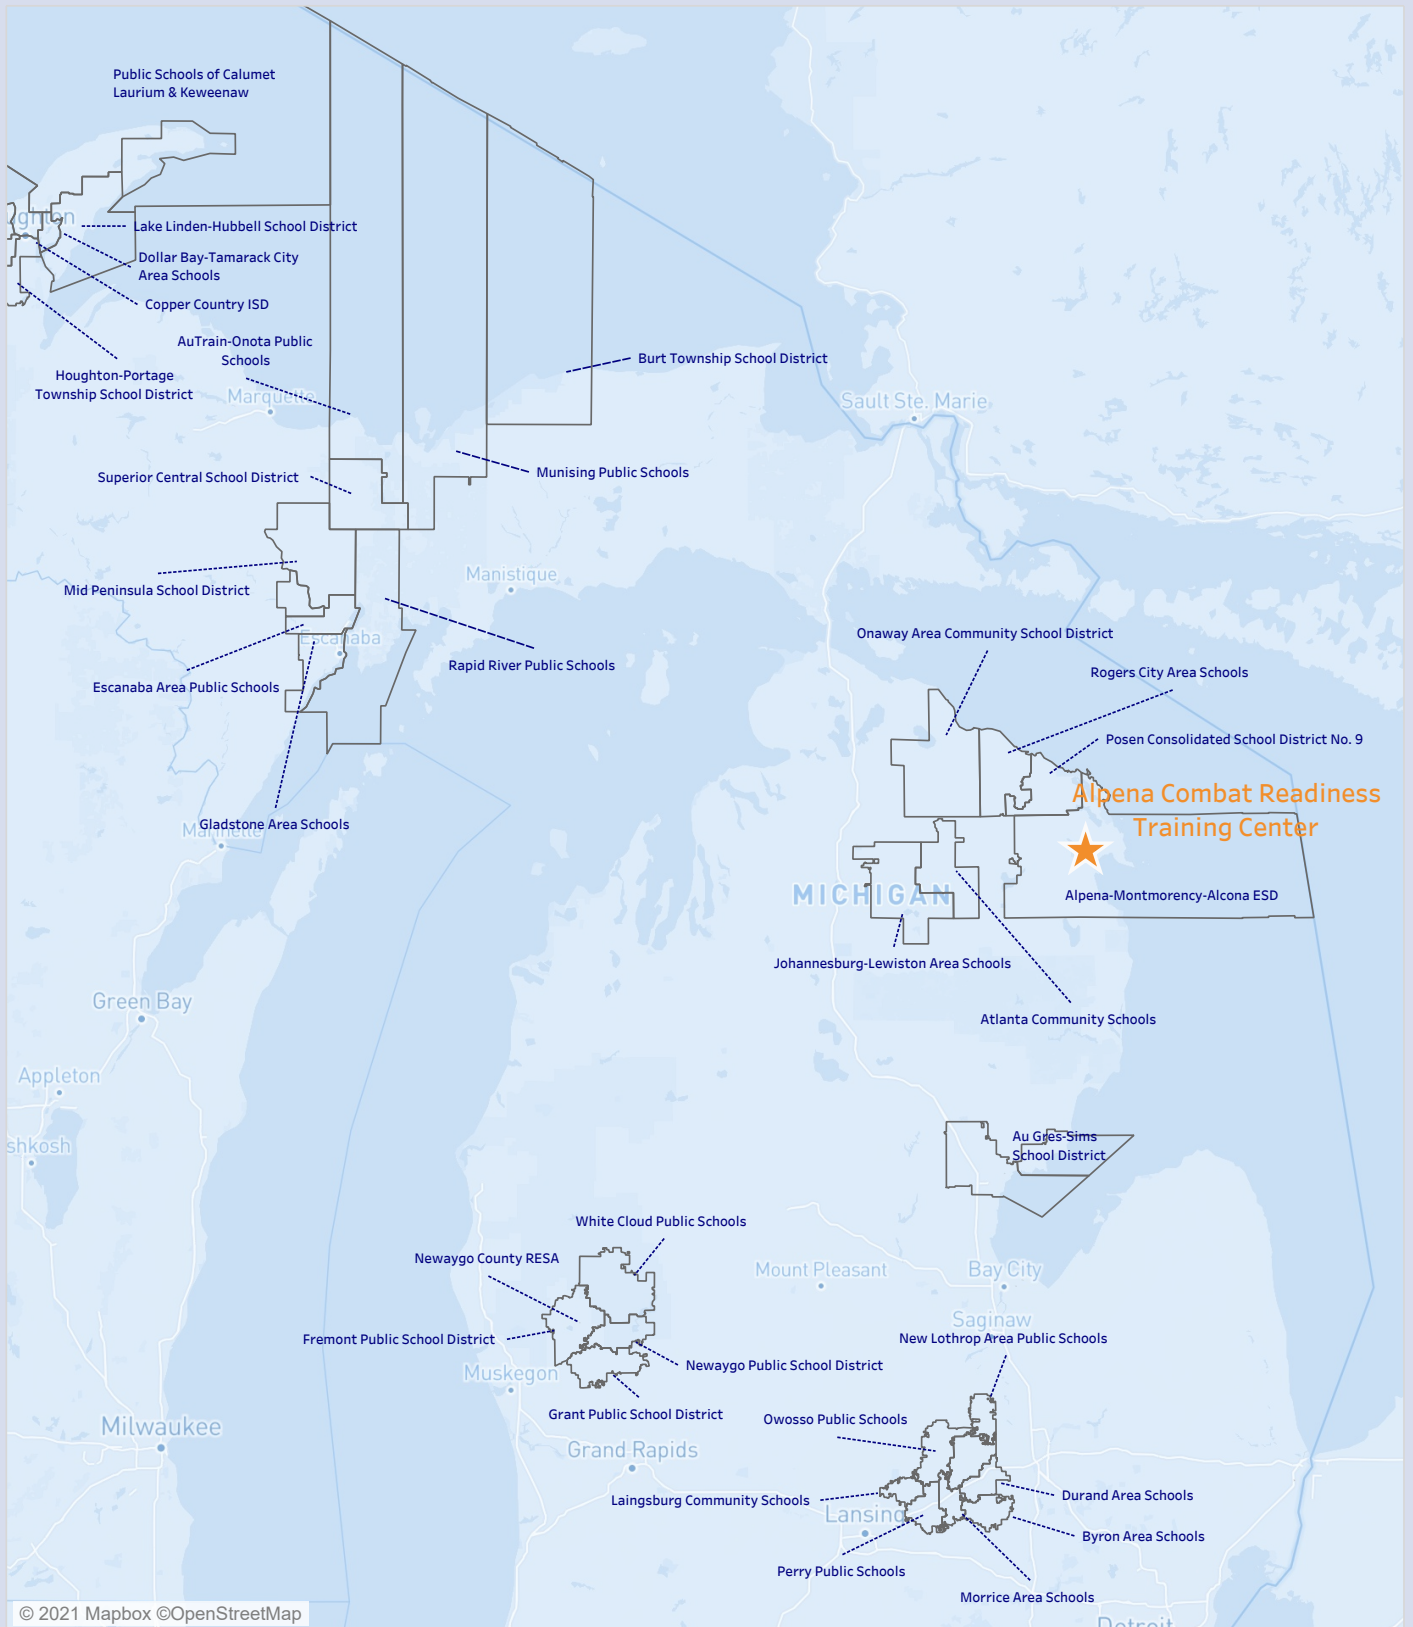 Public Schools of Calumet
Laurium & Keweenaw
ughton
Lake Linden-Hubbell School District
Dollar Bay-Tamarack City
Area Schools
Copper Country ISD
AuTrain-Onota Public
Schools
Houghton-Portage
Township School District
Marquette
Burt Township School District
Sault Ste. Marie
Superior Central School District
Munising Public Schools
Mid Peninsula School District
Manistique
Escanaba
Onaway Area Community School District
Rapid River Public Schools
Rogers City Area Schools
Escanaba Area Public Schools
Posen Consolidated School District No. 9
Alpena Combat Readiness
Training Center
Gladstone Area Schools
Marinette
MICHIGAN
Alpena-Montmorency-Alcona ESD
Johannesburg-Lewiston Area Schools
Green Bay
Atlanta Community Schools
Appleton
shkosh
Au Gres-Sims
School District
White Cloud Public Schools
Newaygo County RESA
Mount Pleasant
Bay City
Saginaw
Fremont Public School District
New Lothrop Area Public Schools
Newaygo Public School District
Muskegon
Grant Public School District
Owosso Public Schools
Milwaukee
Grand Rapids
Laingsburg Community Schools
Durand Area Schools
Lansing
Byron Area Schools
Perry Public Schools
Morrice Area Schools
© 2021 Mapbox ©OpenStreetMap
Detroit